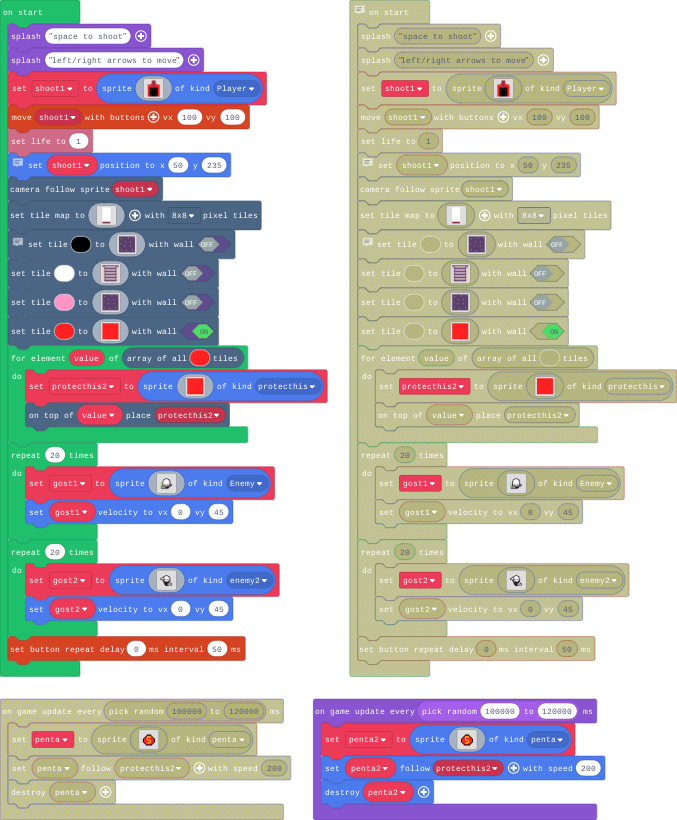 on start
splash "space to shoot"
splash "left/right arrows to move"
set shoot1 to sprite of kind Player
move shoot1 with buttons vx 100 vy 100
set life to 1
set shoot1 position to x 50 y 235
camera follow sprite shoot1
set tile map to with 8x8 pixel tiles
set tile to with wall OFF
set tile to with wall OFF
set tile to with wall OFF
set tile to with wall ON
for element value of array of all tiles
do
set protecthis2 to sprite of kind protecthis
on top of value place protecthis2
repeat 20 times
do
set gost1 to sprite of kind Enemy
set gost1 velocity to vx 0 vy 45
repeat 20 times
do
set gost2 to sprite of kind enemy2
set gost2 velocity to vx 0 vy 45
set button repeat delay 0 ms interval 50 ms
on start
splash "space to shoot"
splash "left/right arrows to move"
set shoot1 to sprite of kind Player
move shoot1 with buttons vx 100 vy 100
set life to 1
set shoot1 position to x 50 y 235
camera follow sprite shoot1
set tile map to with 8x8 pixel tiles
set tile to with wall OFF
set tile to with wall OFF
set tile to with wall OFF
set tile to with wall ON
for element value of array of all tiles
do
set protecthis2 to sprite of kind protecthis
on top of value place protecthis2
repeat 20 times
do
set gost1 to sprite of kind Enemy
set gost1 velocity to vx 0 vy 45
repeat 20 times
do
set gost2 to sprite of kind enemy2
set gost2 velocity to vx 0 vy 45
set button repeat delay 0 ms interval 50 ms
on game update every pick random 100000 to 120000 ms
set penta to sprite of kind penta
set penta follow protecthis2 with speed 200
destroy penta
on game update every pick random 100000 to 120000 ms
set penta2 to sprite of kind penta
set penta2 follow protecthis2 with speed 200
destroy penta2